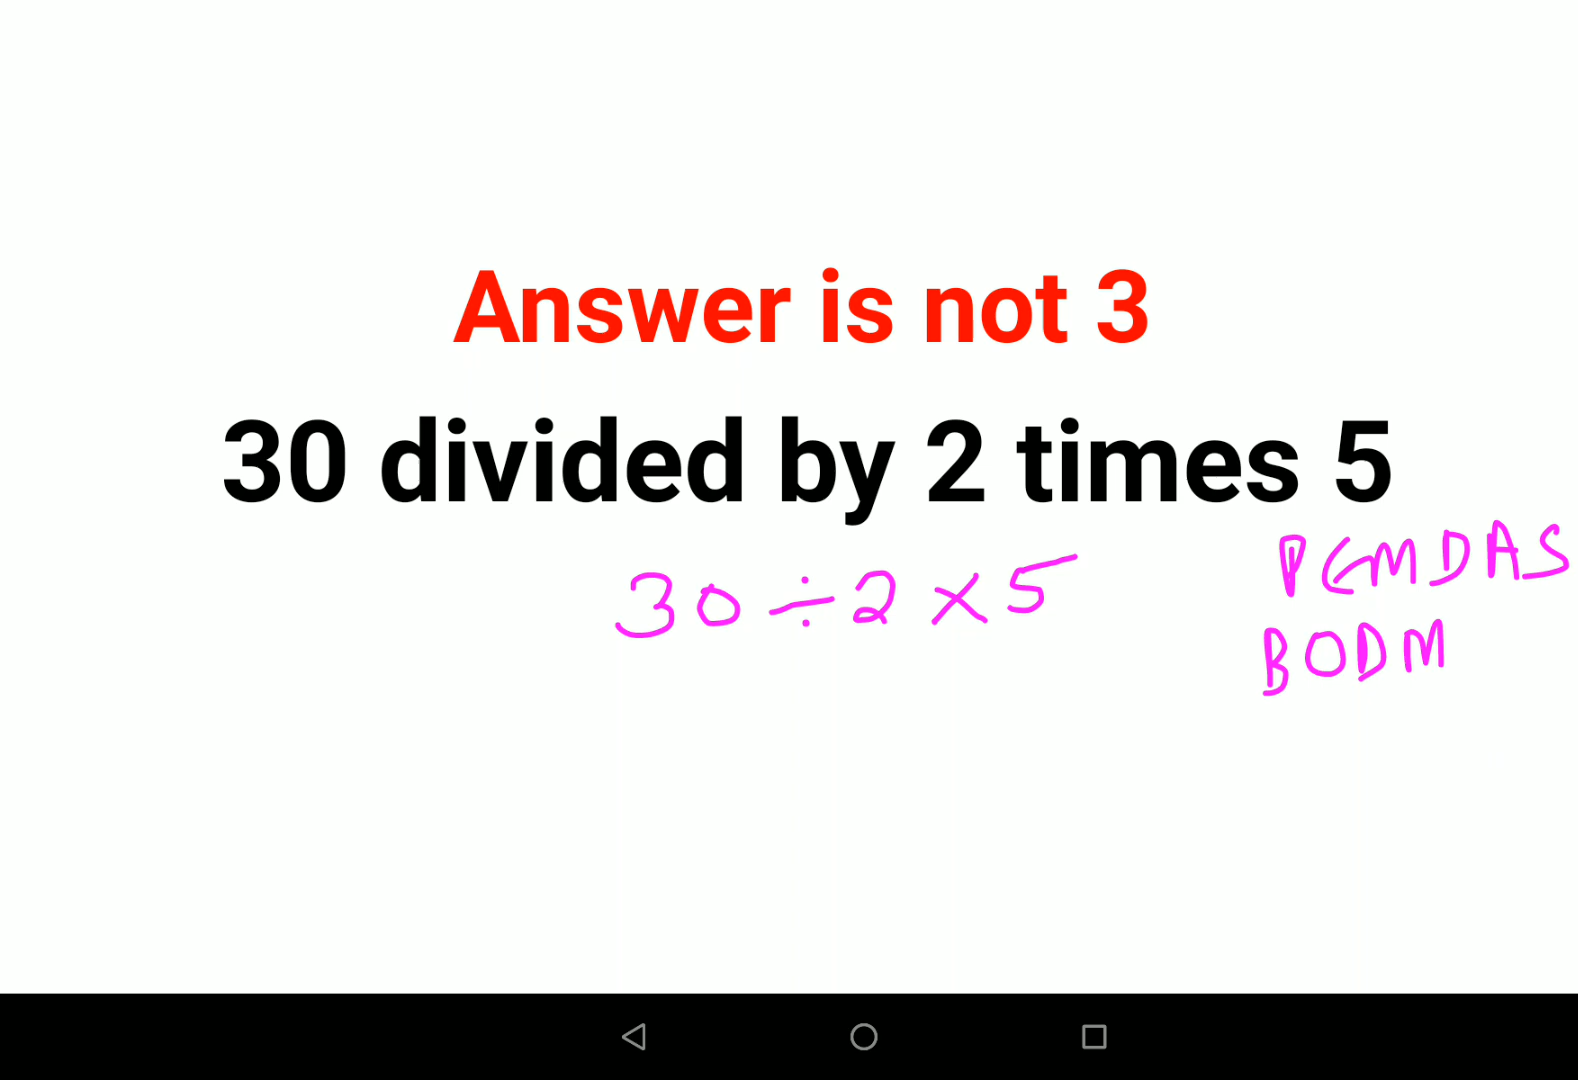 Answer is not 3
30 divided by 2 times 5
30 ÷ 2 × 5
PEMDAS
BODM